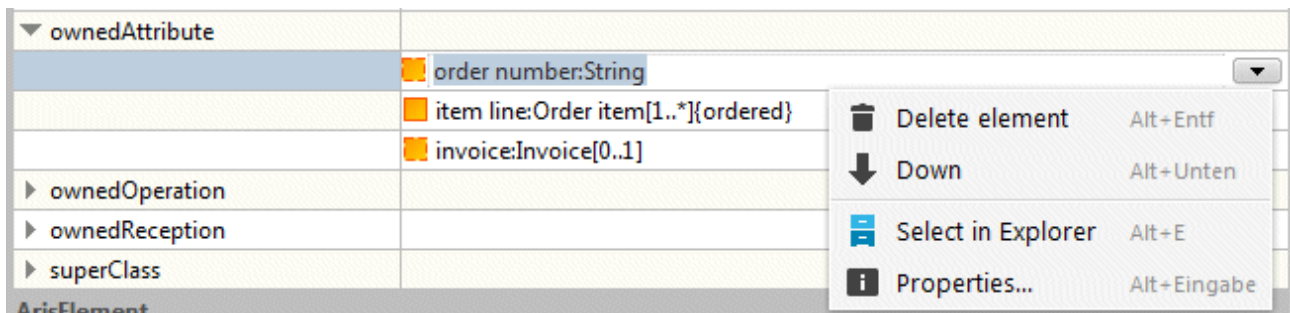 ownedAttribute
order number:String
item line:Order item[1..*]{ordered}
invoice:Invoice[0..1]
ownedOperation
ownedReception
superClass
ArisElement
Delete element Alt+Entf
Down Alt+Unten
Select in Explorer Alt+E
Properties... Alt+Eingabe